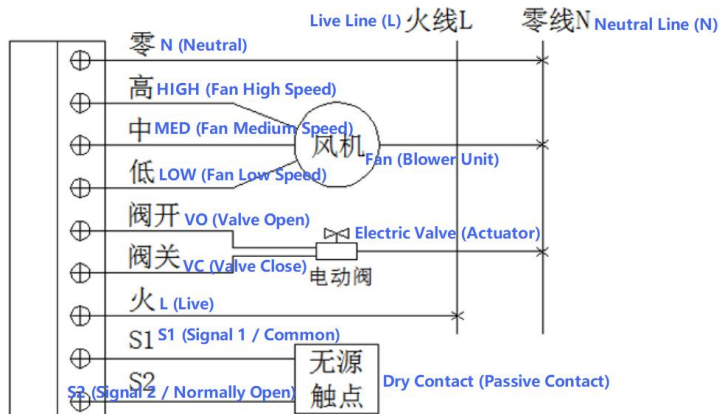 Live Line (L) 火线L 零线N Neutral Line (N)
零 N (Neutral)
高 HIGH (Fan High Speed)
中 MED (Fan Medium Speed)
风机 Fan (Blower Unit)
低 LOW (Fan Low Speed)
阀开 VO (Valve Open)
Electric Valve (Actuator)
阀关 VC (Valve Close)
电动阀
火 L (Live)
S1 S1 (Signal 1 / Common)
无源
触点
Dry Contact (Passive Contact)
S2
S2 (Signal 2 / Normally Open)